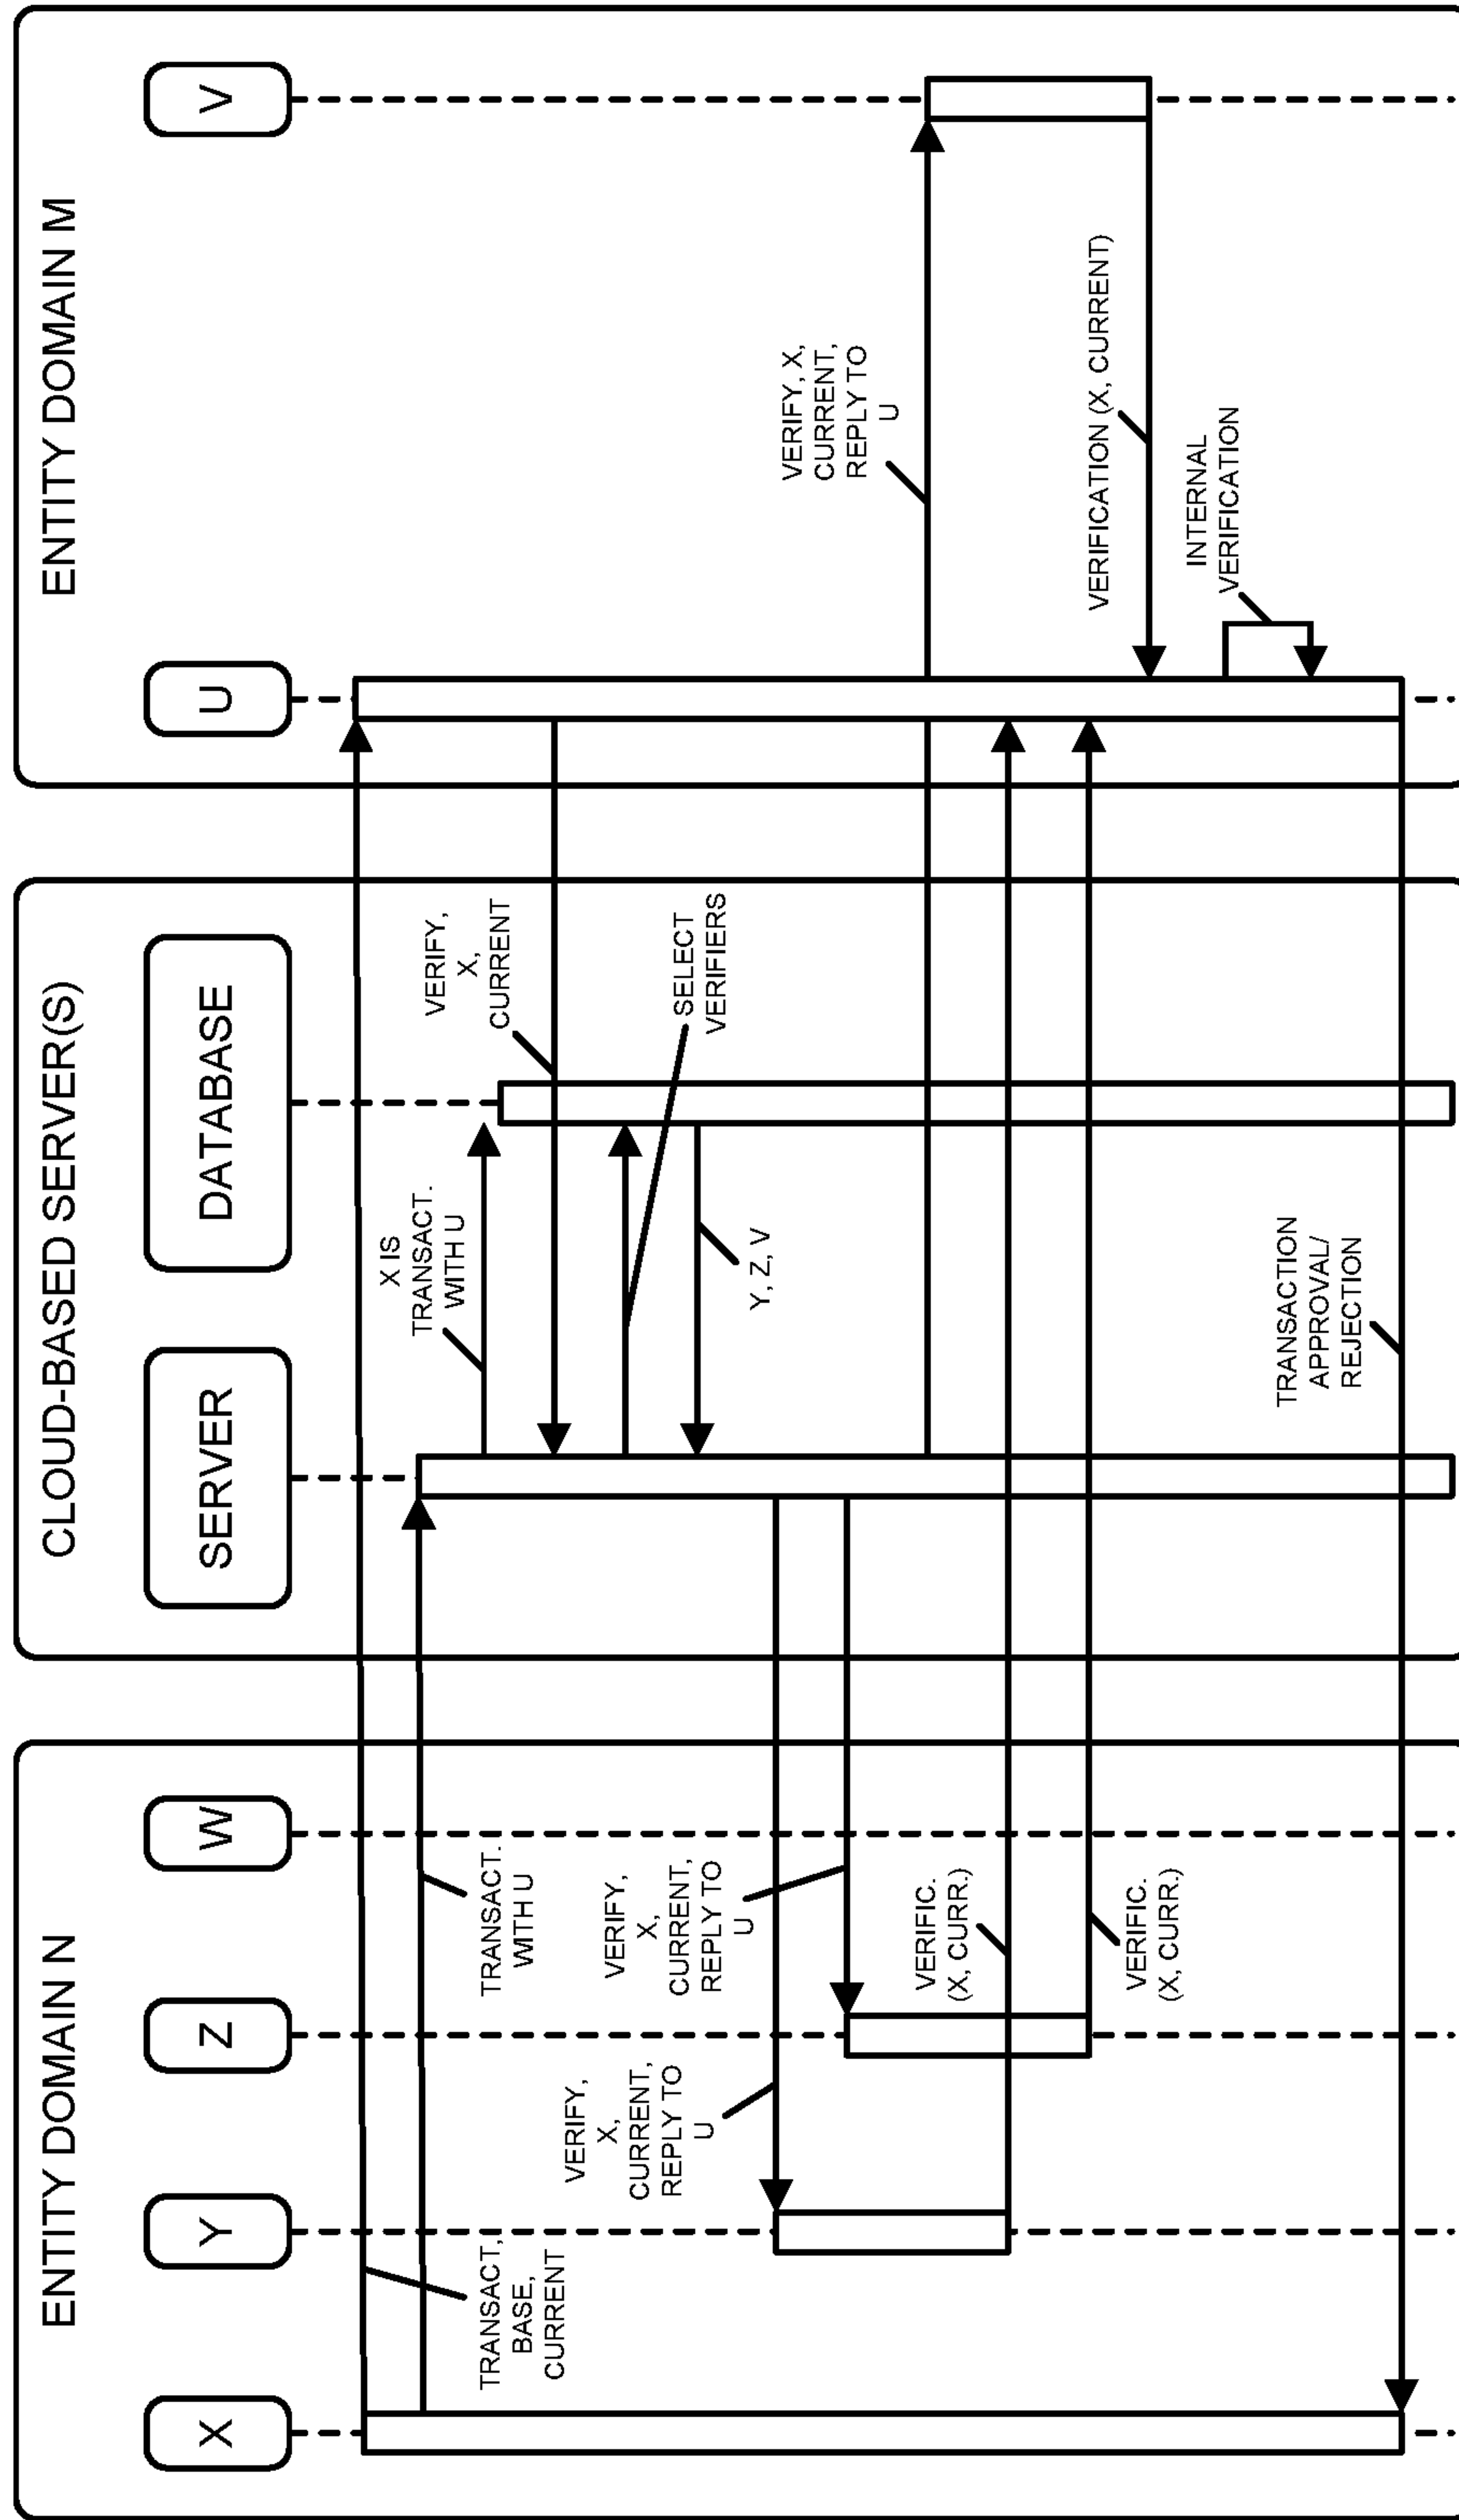 ENTITY DOMAIN N
CLOUD-BASED SERVER(S)
ENTITY DOMAIN M
X
Y
Z
W
SERVER
DATABASE
U
V
TRANSACT,
BASE,
CURRENT
TRANSACT.
WITH U
X IS
TRANSACT.
WITH U
VERIFY,
X,
CURRENT
SELECT
VERIFIERS
Y, Z, V
VERIFY,
X,
CURRENT,
REPLY TO
U
VERIFY,
X,
CURRENT,
REPLY TO
U
VERIFY, X,
CURRENT,
REPLY TO
U
VERIFIC.
(X, CURR.)
VERIFIC.
(X, CURR.)
VERIFICATION (X, CURRENT)
INTERNAL
VERIFICATION
TRANSACTION
APPROVAL/
REJECTION